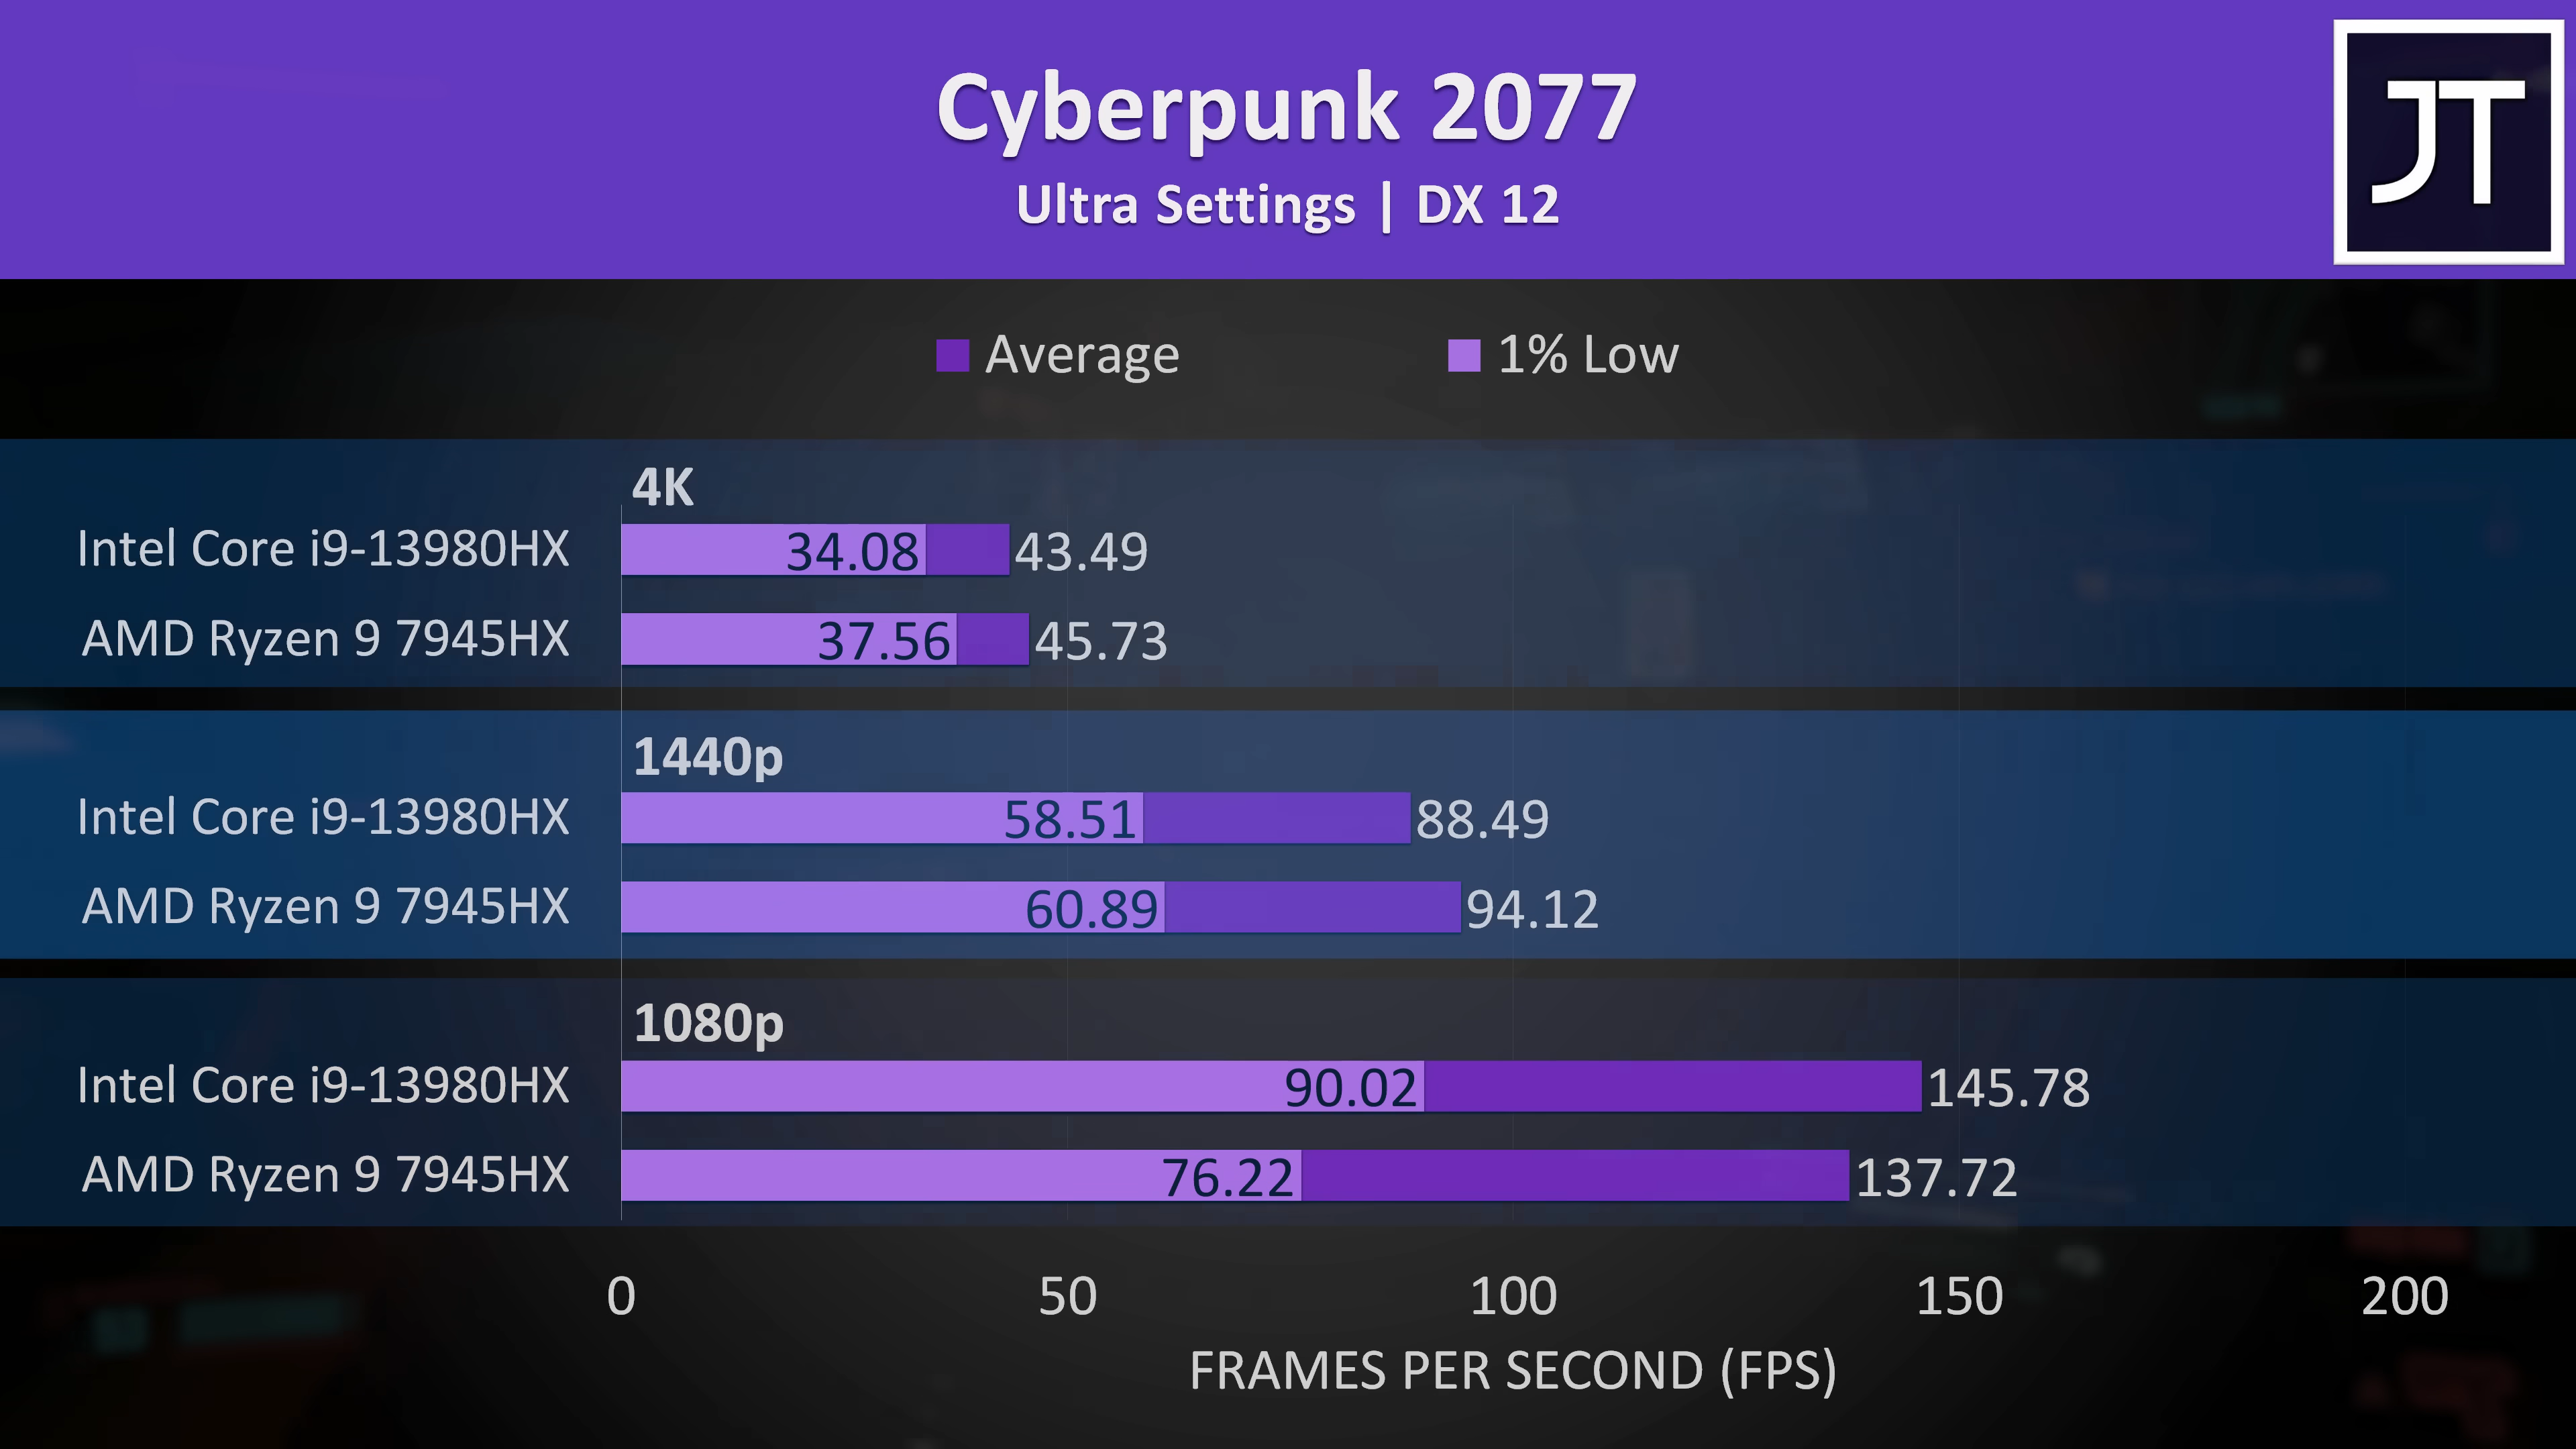 Cyberpunk 2077
Ultra Settings | DX 12
JT
Average 1% Low
4K
Intel Core i9-13980HX 34.08 43.49
AMD Ryzen 9 7945HX 37.56 45.73
1440p
Intel Core i9-13980HX 58.51 88.49
AMD Ryzen 9 7945HX 60.89 94.12
1080p
Intel Core i9-13980HX 90.02 145.78
AMD Ryzen 9 7945HX 76.22 137.72
0 50 100 150 200
FRAMES PER SECOND (FPS)